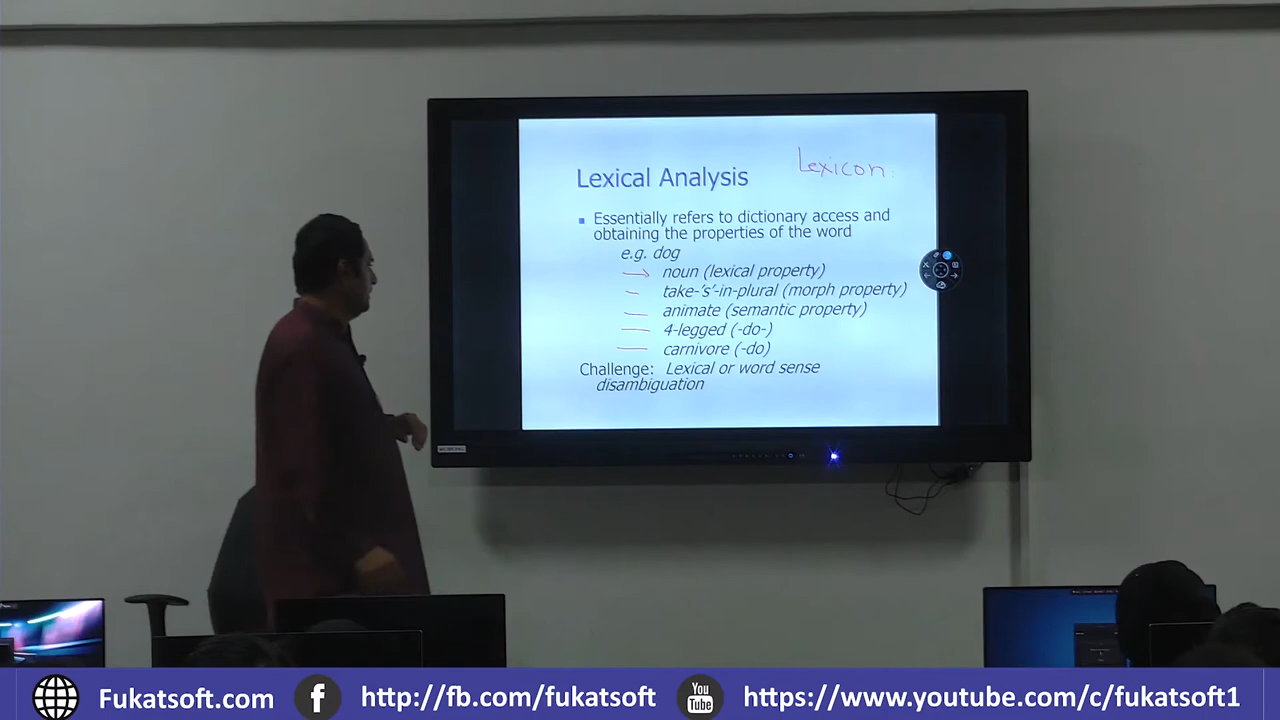 Lexicon.
Lexical Analysis
Essentially refers to dictionary access and
obtaining the properties of the word
e.g. dog
noun (lexical property)
take-'s'-in-plural (morph property)
animate (semantic property)
4-legged (-do-)
carnivore (-do)
Challenge: Lexical or word sense
disambiguation
Fukatsoft.com
f
http://fb.com/fukatsoft
You
Tube
https://www.youtube.com/c/fukatsoft1